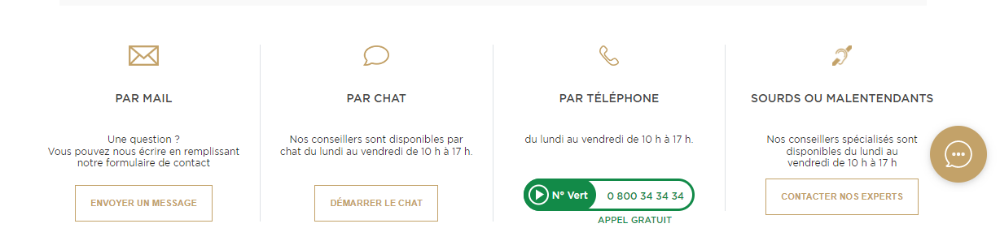 PAR MAIL
Une question ?
Vous pouvez nous écrire en remplissant
notre formulaire de contact
ENVOYER UN MESSAGE
PAR CHAT
Nos conseillers sont disponibles par
chat du lundi au vendredi de 10 h à 17 h.
DÉMARRER LE CHAT
PAR TÉLÉPHONE
du lundi au vendredi de 10 h à 17 h.
N° Vert 0 800 34 34 34
APPEL GRATUIT
SOURDS OU MALENTENDANTS
Nos conseillers spécialisés sont
disponibles du lundi au
vendredi de 10 h à 17 h
CONTACTER NOS EXPERTS